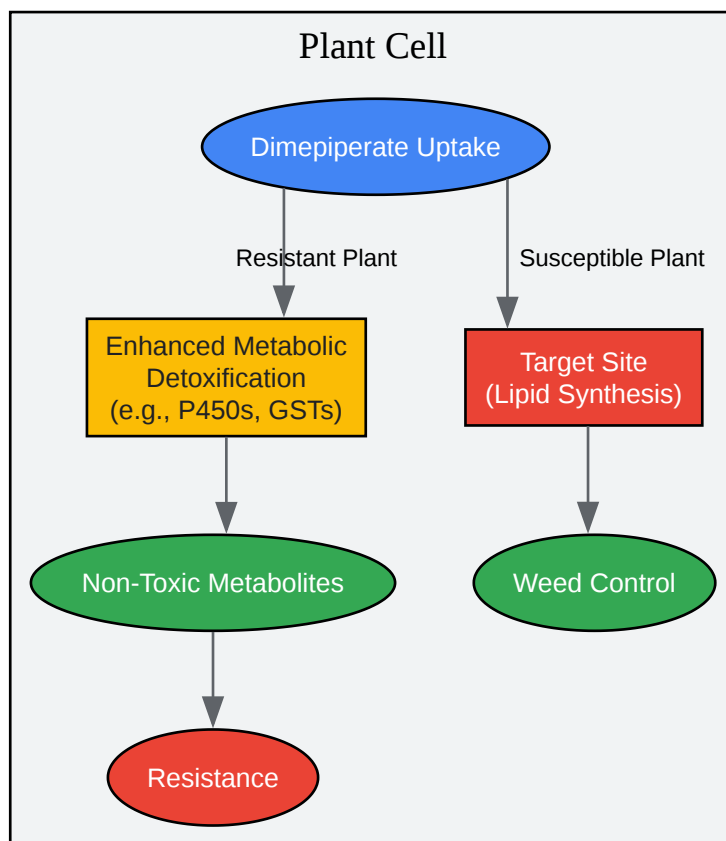 Plant Cell
Dimepiperate Uptake
Resistant Plant
Susceptible Plant
Enhanced Metabolic
Detoxification
(e.g., P450s, GSTs)
Target Site
(Lipid Synthesis)
Non-Toxic Metabolites
Weed Control
Resistance